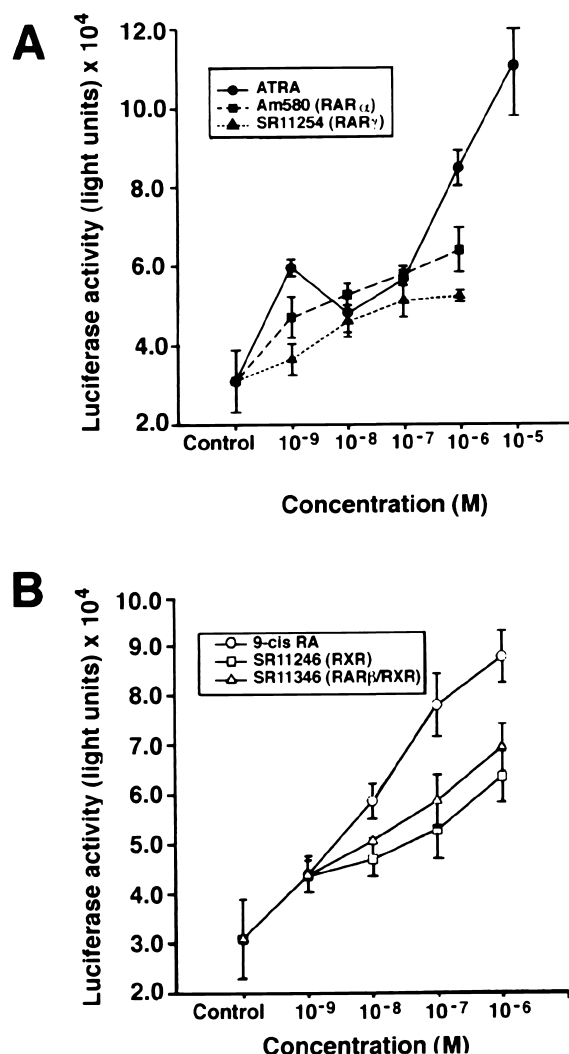 A
Luciferase activity (light units) x 10⁴
12.0
10.0
8.0
6.0
4.0
2.0
ATRA
Am580 (RARα)
SR11254 (RARγ)
Control 10⁻⁹ 10⁻⁸ 10⁻⁷ 10⁻⁶ 10⁻⁵
Concentration (M)
B
Luciferase activity (light units) x 10⁴
10.0
9.0
8.0
7.0
6.0
5.0
4.0
3.0
2.0
9-cis RA
SR11246 (RXR)
SR11346 (RARβ/RXR)
Control 10⁻⁹ 10⁻⁸ 10⁻⁷ 10⁻⁶
Concentration (M)